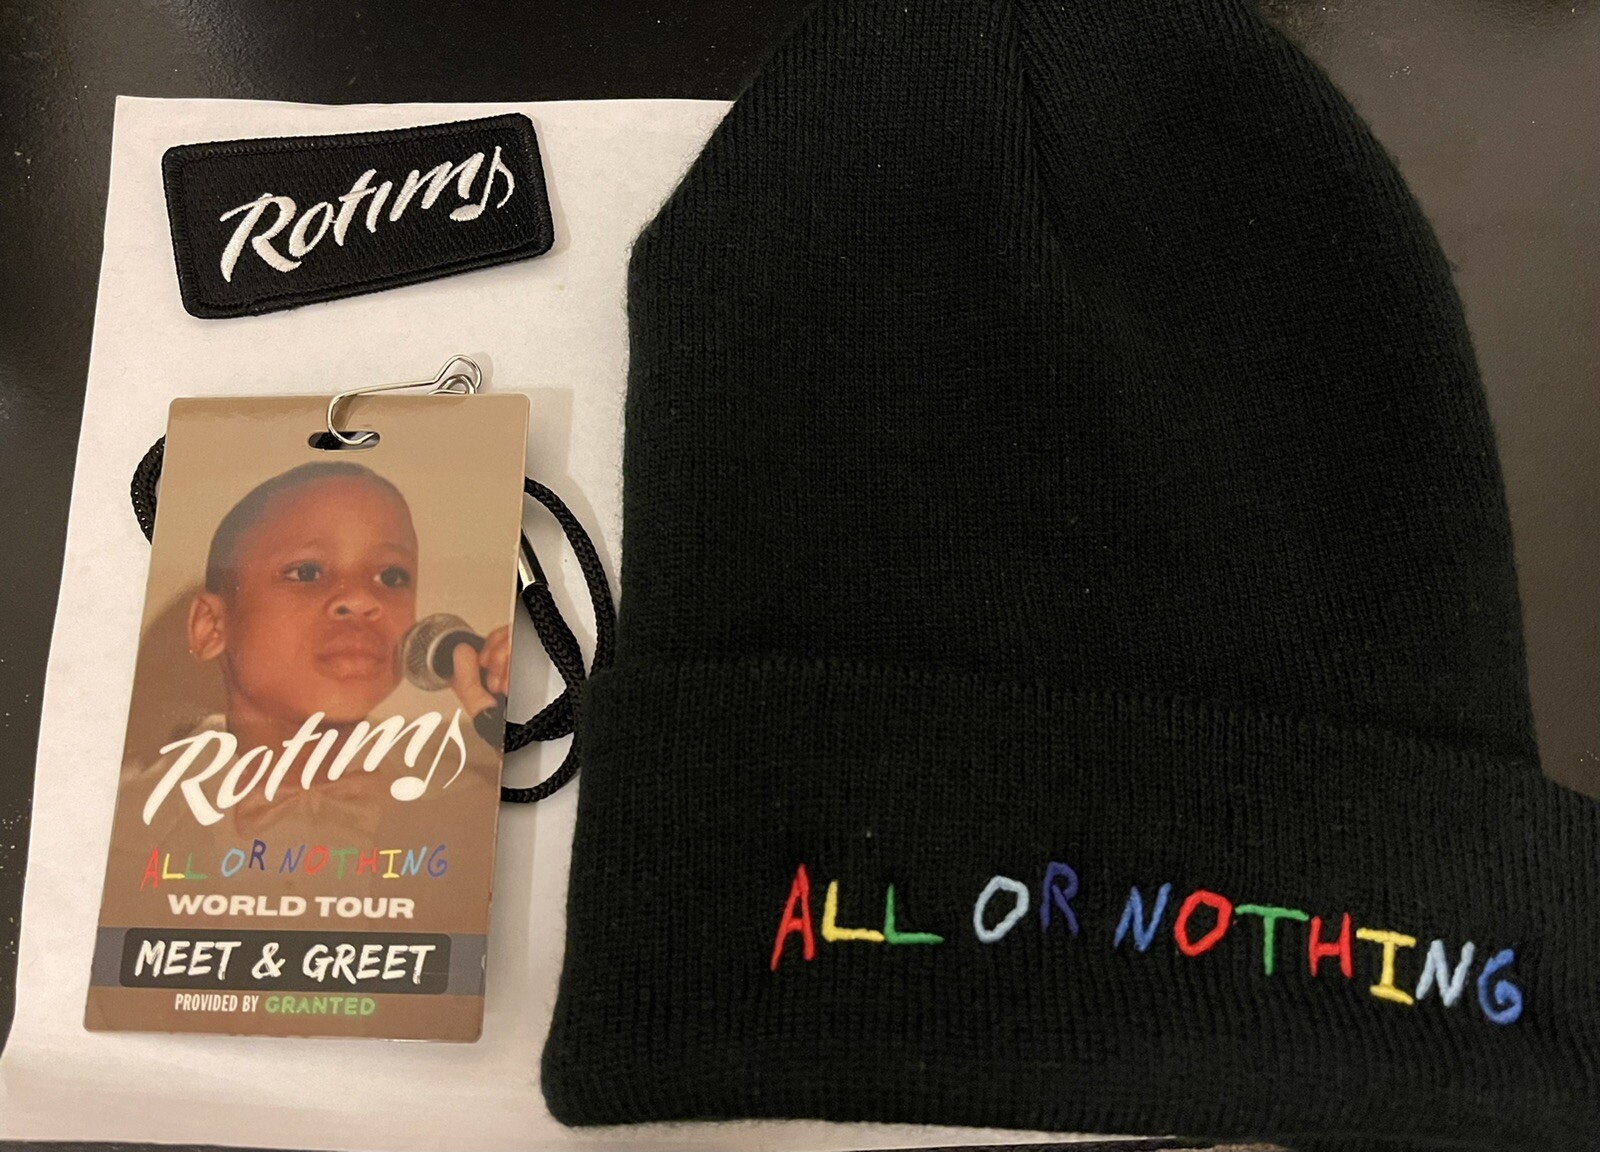 Rotimi
Rotimi
ALL OR NOTHING
WORLD TOUR
MEET & GREET
PROVIDED BY GRANTED
ALL OR NOTHING